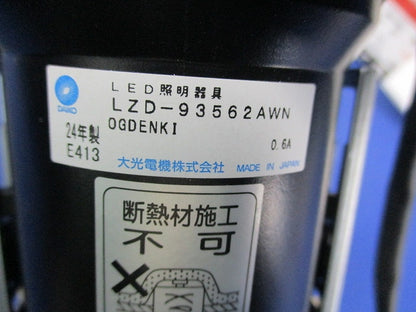 DAIKO
LED照明器具
LZD-93562AWN
OGDENKI
24年製
E413
0.6A
大光電機株式会社 MADE IN JAPAN
断熱材施工
不可